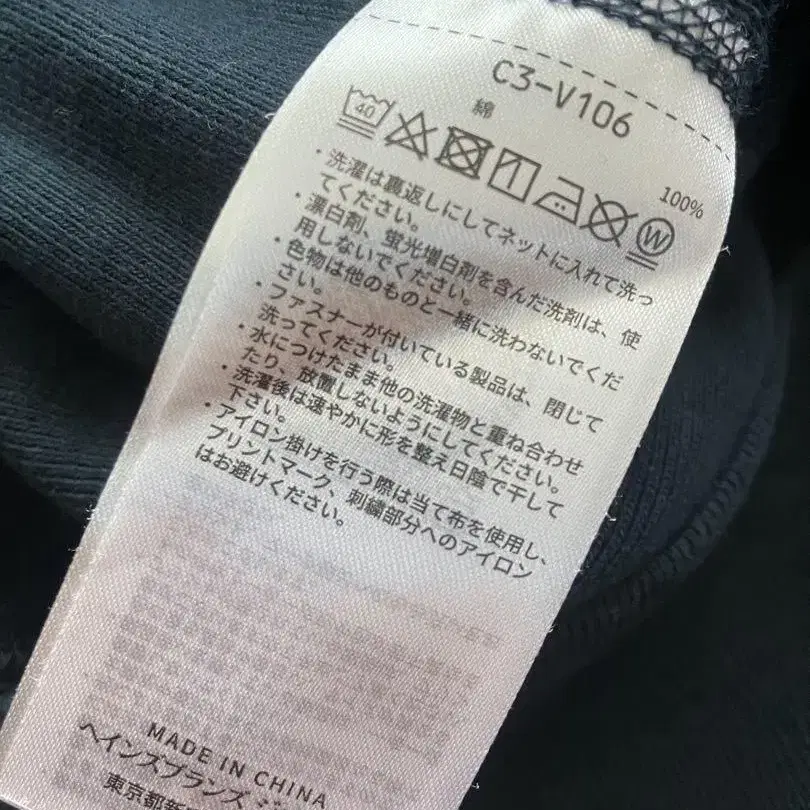 C3-V106
綿 100%
40
W
・洗濯は裏返しにしてネットに入れて洗っ
てください。
・漂白剤、蛍光増白剤を含んだ洗剤は、使
用しないでください。
・色物は他のものと一緒に洗わないでくだ
さい。
・ファスナーが付いている製品は、閉じて
洗ってください。
・水につけたまま他の洗濯物と重ね合わせ
たり、放置しないようにしてください。
・洗濯後は速やかに形を整え日陰で干して
下さい。
・アイロン掛けを行う際は当て布を使用し、
プリントマーク、刺繍部分へのアイロン
はお避けください。
MADE IN CHINA
ヘインズブランズ
東京都新